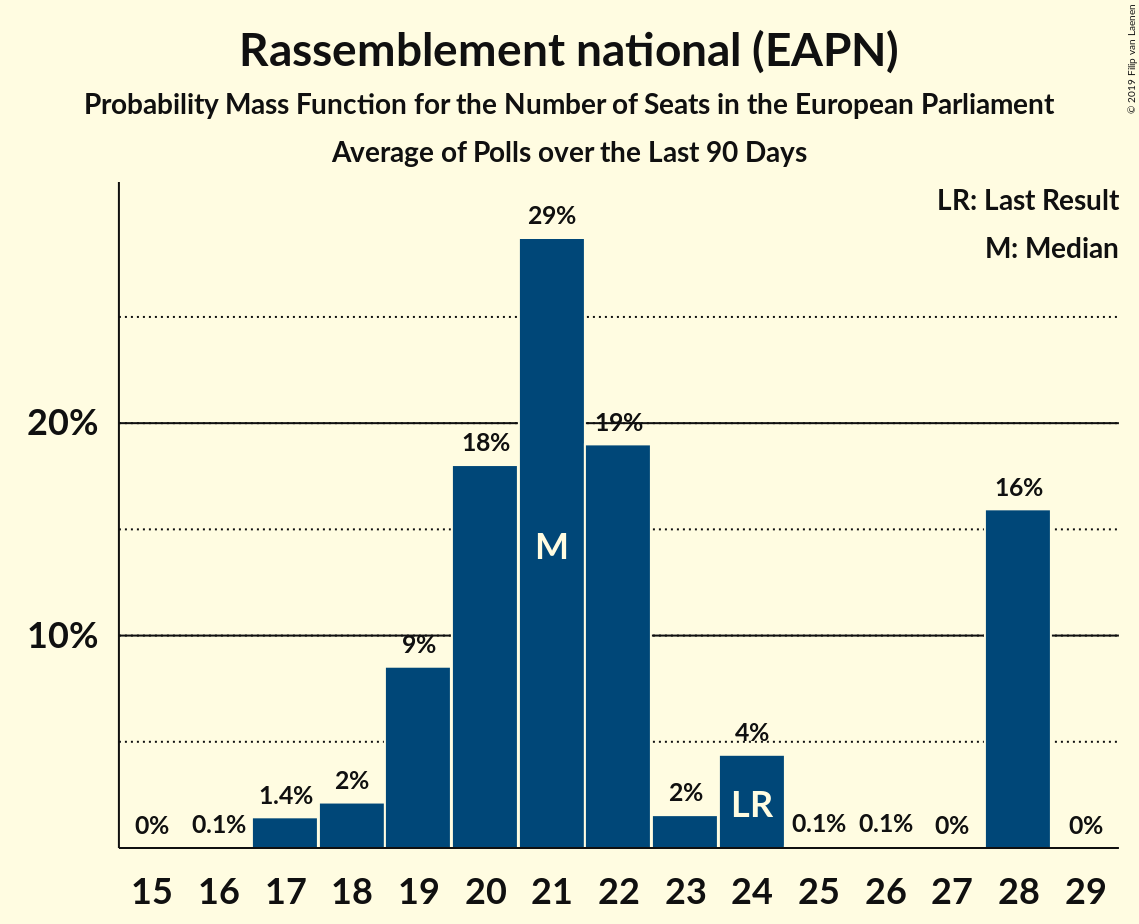 Rassemblement national (EAPN)
Probability Mass Function for the Number of Seats in the European Parliament
Average of Polls over the Last 90 Days
© 2019 Filip van Laenen
LR: Last Result
M: Median
20%
10%
0%
0.1%
1.4%
2%
9%
18%
29%
19%
2%
4%
0.1%
0.1%
0%
16%
0%
M
LR
15 16 17 18 19 20 21 22 23 24 25 26 27 28 29